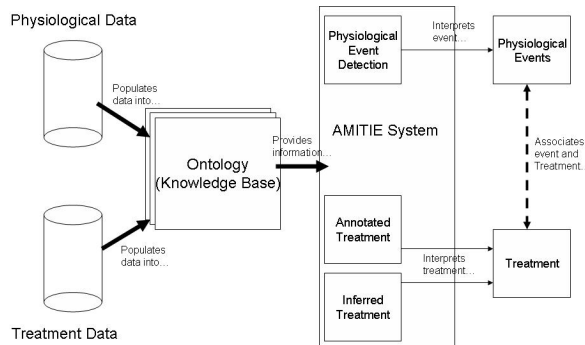 Physiological Data
Populates
data into…
Ontology
(Knowledge Base)
Populates
data into…
Treatment Data
Provides
information…
AMITIE System
Physiological
Event
Detection
Interprets
event…
Physiological
Events
Associates
event and
Treatment.
Annotated
Treatment
Inferred
Treatment
Interprets
treatment…
Treatment